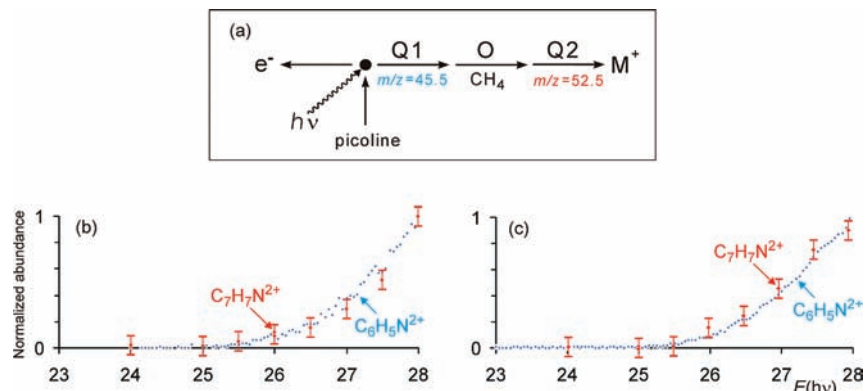 (a)
Q1 O Q2
e⁻ M⁺
m/z=45.5 CH₄ m/z=52.5
hν
picoline
Normalized abundance
(b) (c)
1 1
C₇H₇N²⁺ C₇H₇N²⁺
C₆H₅N²⁺ C₆H₅N²⁺
0 0
23 24 25 26 27 28 23 24 25 26 27 28
E(hν)